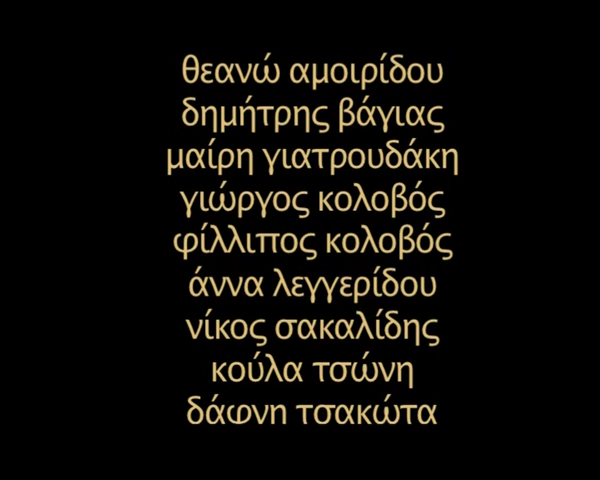 θεανώ αμοιρίδου
δημήτρης βάγιας
μαίρη γιατρουδάκη
γιώργος κολοβός
φίλλιπος κολοβός
άννα λεγγερίδου
νίκος σακαλίδης
κούλα τσώνη
δάφνη τσακώτα